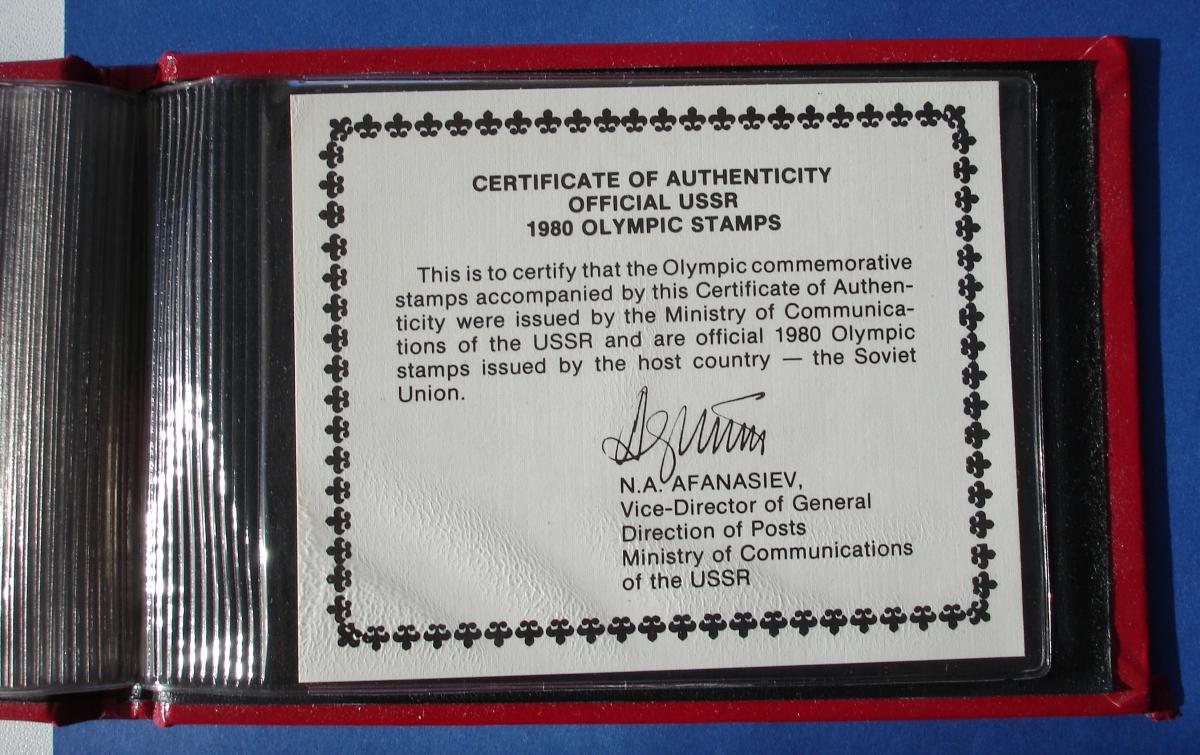 CERTIFICATE OF AUTHENTICITY
OFFICIAL USSR
1980 OLYMPIC STAMPS
This is to certify that the Olympic commemorative
stamps accompanied by this Certificate of Authen-
ticity were issued by the Ministry of Communica-
tions of the USSR and are official 1980 Olympic
stamps issued by the host country — the Soviet
Union.
N.A. AFANASIEV,
Vice-Director of General
Direction of Posts
Ministry of Communications
of the USSR